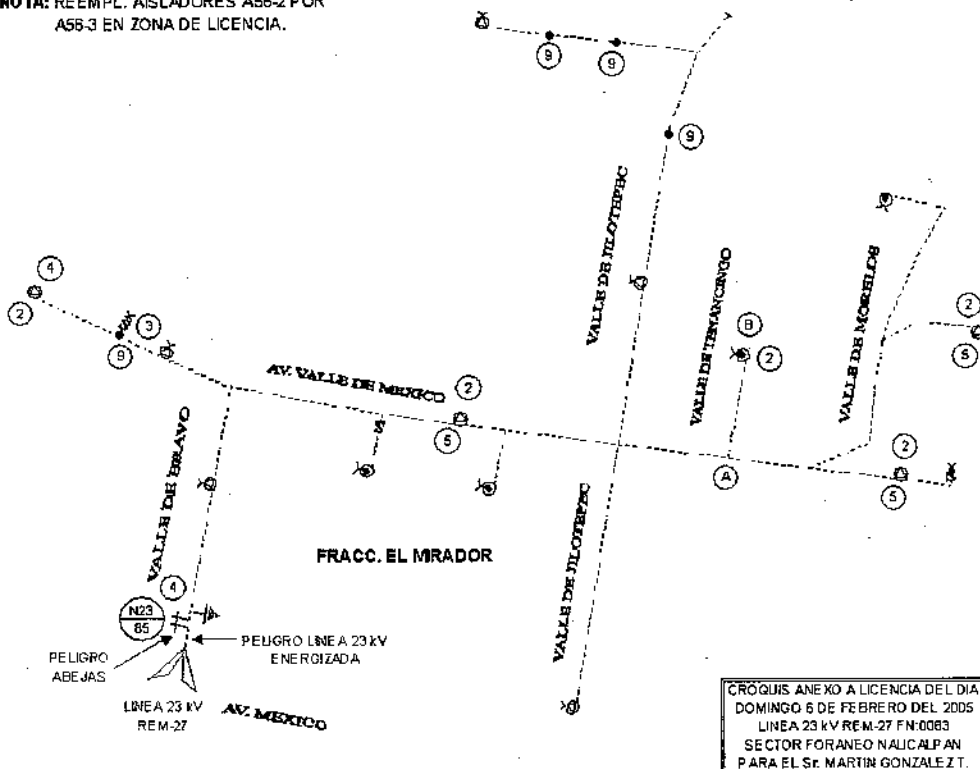 NOTA: REEMPL. AISLADORES A56-2 POR
A56-3 EN ZONA DE LICENCIA.
9
9
9
4
2
3
9
AV. VALLE DE MEXICO
2
5
VALLE DE BRAVO
VALLE DE JILOTEPEC
VALLE DE TENANCINGO
B
2
VALLE DE MORELOS
2
5
A
2
5
VALLE DE JILOTEPEC
FRACC. EL MIRADOR
4
N23
85
PELIGRO
ABEJAS
PELIGRO LINEA 23 kV
ENERGIZADA
LINEA 23 kV
REM-27
AV. MEXICO
CROQUIS ANEXO A LICENCIA DEL DIA
DOMINGO 6 DE FEBRERO DEL 2005
LINEA 23 kV REM-27 FN:0083
SECTOR FORANEO NAUCALPAN
PARA EL Sr. MARTIN GONZALEZ T.